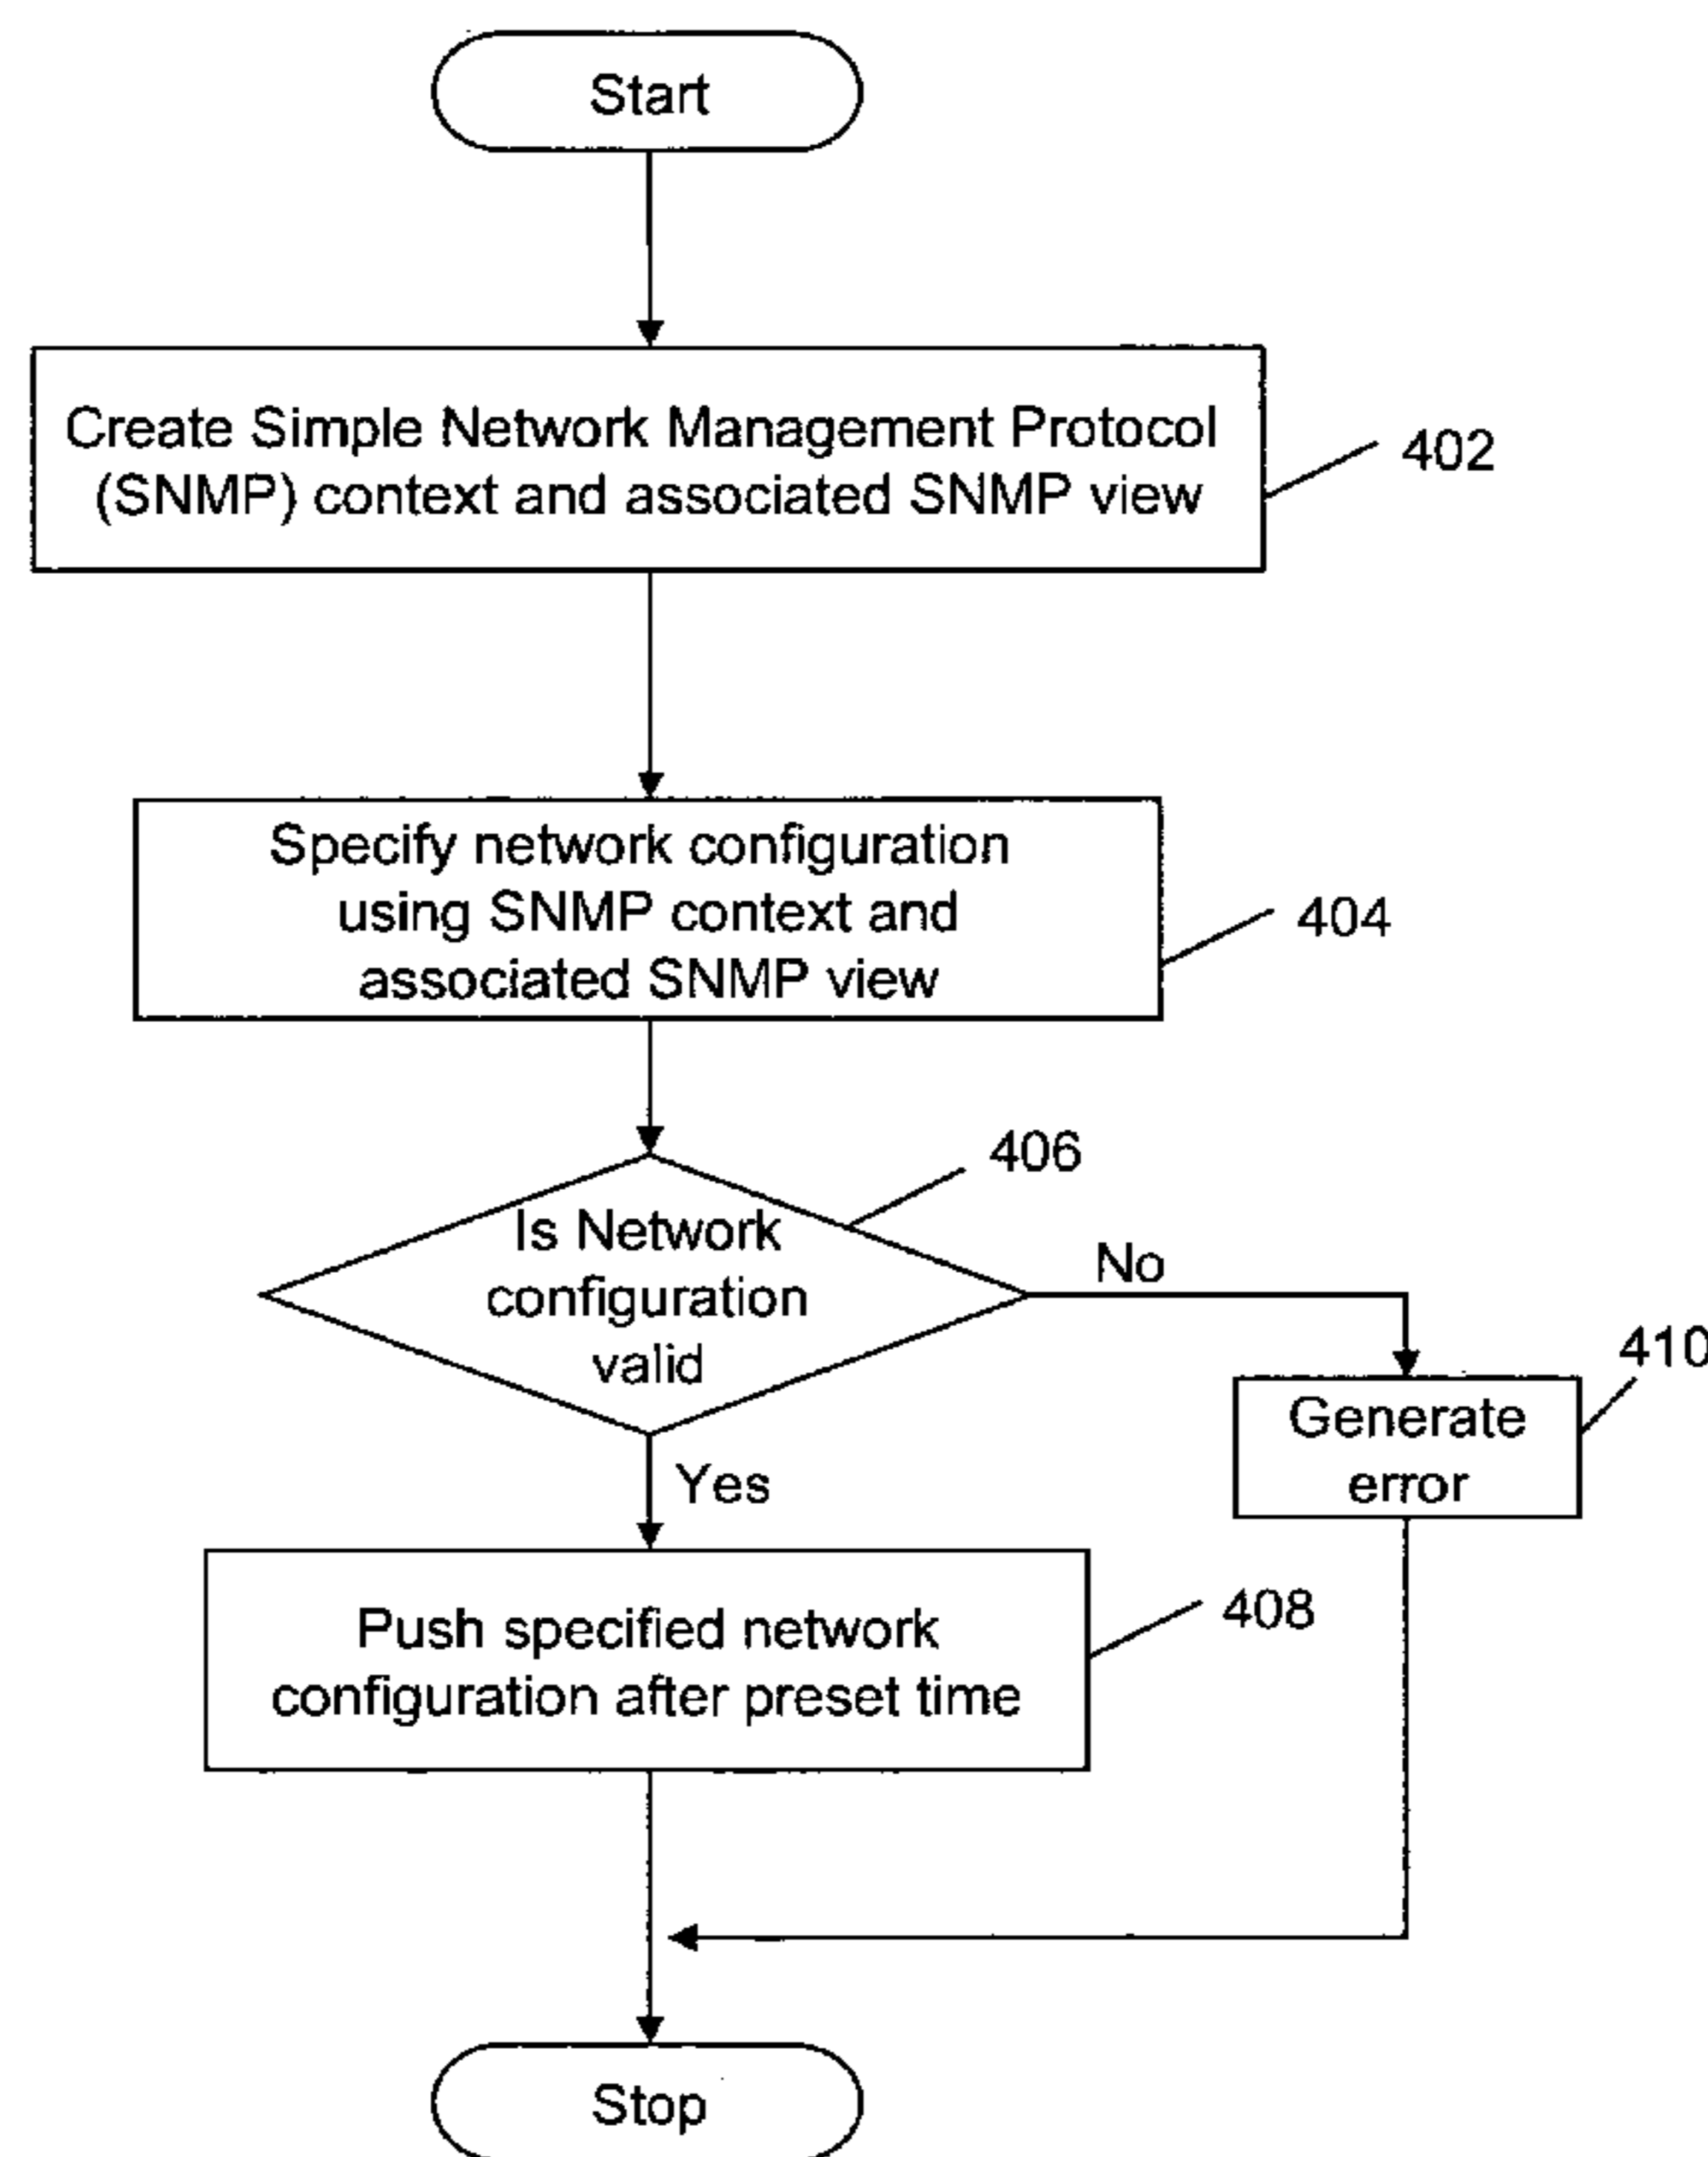 Start
Create Simple Network Management Protocol
(SNMP) context and associated SNMP view
402
Specify network configuration
using SNMP context and
associated SNMP view
404
406
Is Network
configuration
valid
No
410
Generate
error
Yes
Push specified network
configuration after preset time
408
Stop